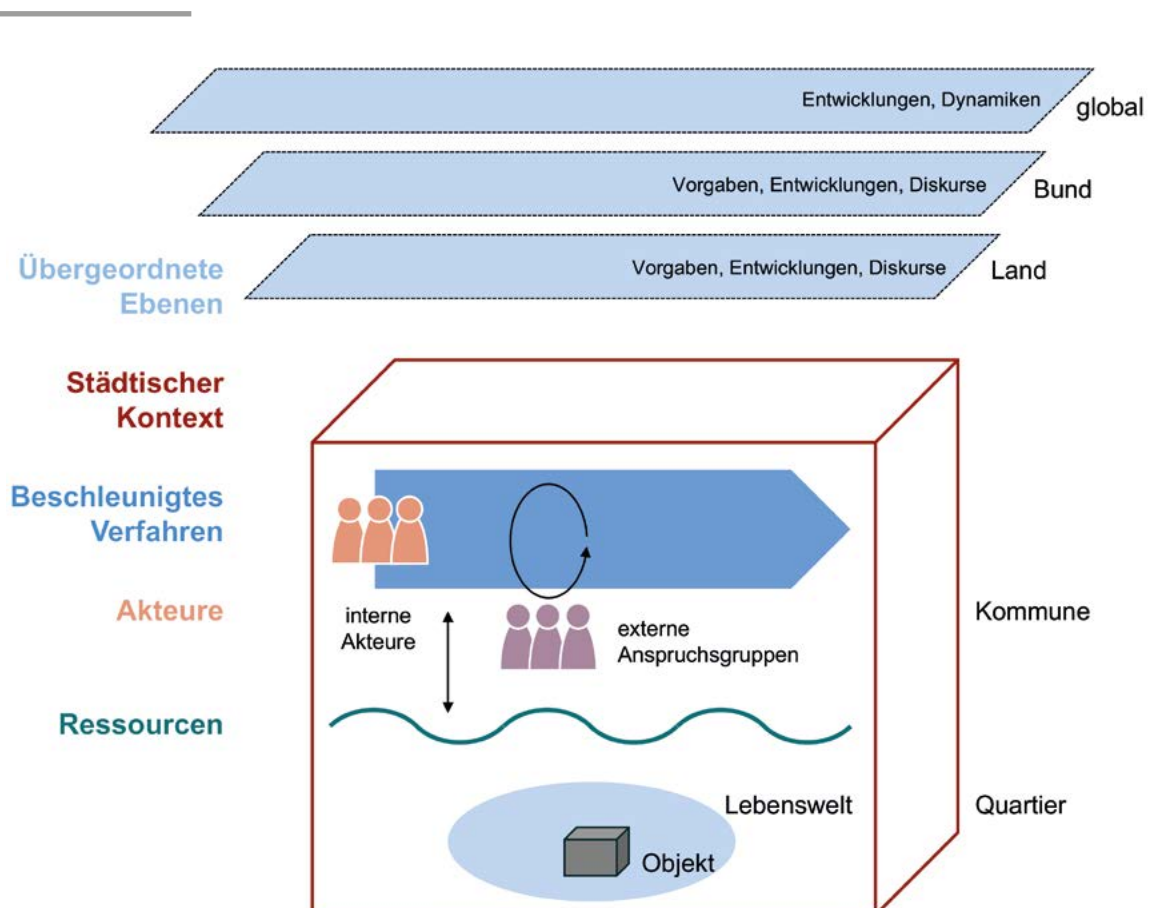 Entwicklungen, Dynamiken
global
Vorgaben, Entwicklungen, Diskurse
Bund
Übergeordnete
Ebenen
Vorgaben, Entwicklungen, Diskurse
Land
Städtischer
Kontext
Beschleunigtes
Verfahren
Akteure
interne
Akteure
externe
Anspruchsgruppen
Kommune
Ressourcen
Lebenswelt
Quartier
Objekt